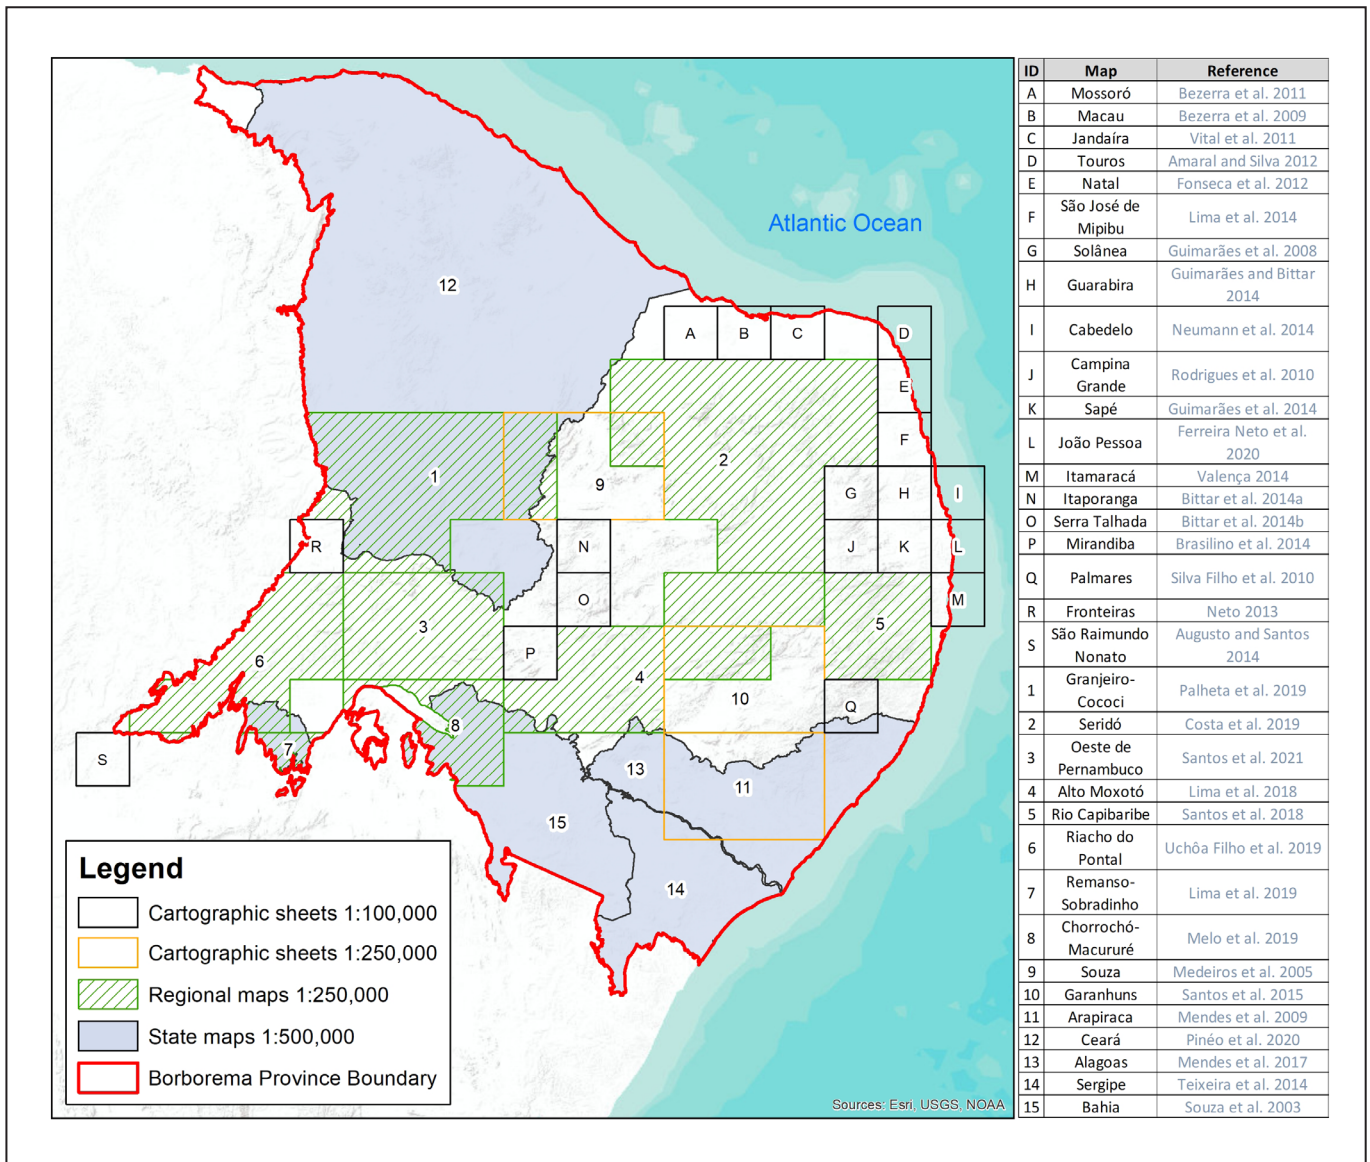 Atlantic Ocean
12
A
B
C
D
E
F
1
2
9
G
H
I
R
N
J
K
L
O
M
3
5
P
6
4
10
Q
8
7
S
13
11
15
14
Legend
Cartographic sheets 1:100,000
Cartographic sheets 1:250,000
Regional maps 1:250,000
State maps 1:500,000
Borborema Province Boundary
Sources: Esri, USGS, NOAA
ID Map Reference
A Mossoró Bezerra et al. 2011
B Macau Bezerra et al. 2009
C Jandaíra Vital et al. 2011
D Touros Amaral and Silva 2012
E Natal Fonseca et al. 2012
F São José de
Mipibu Lima et al. 2014
G Solânea Guimarães et al. 2008
H Guarabira Guimarães and Bittar
2014
I Cabedelo Neumann et al. 2014
J Campina
Grande Rodrigues et al. 2010
K Sapé Guimarães et al. 2014
L João Pessoa Ferreira Neto et al.
2020
M Itamaracá Valença 2014
N Itaporanga Bittar et al. 2014a
O Serra Talhada Bittar et al. 2014b
P Mirandiba Brasilino et al. 2014
Q Palmares Silva Filho et al. 2010
R Fronteiras Neto 2013
S São Raimundo
Nonato Augusto and Santos
2014
1 Granjeiro-
Cococi Palheta et al. 2019
2 Seridó Costa et al. 2019
3 Oeste de
Pernambuco Santos et al. 2021
4 Alto Moxotó Lima et al. 2018
5 Rio Capibaribe Santos et al. 2018
6 Riacho do
Pontal Uchôa Filho et al. 2019
7 Remanso-
Sobradinho Lima et al. 2019
8 Chorrochó-
Macururé Melo et al. 2019
9 Souza Medeiros et al. 2005
10 Garanhuns Santos et al. 2015
11 Arapiraca Mendes et al. 2009
12 Ceará Pinéo et al. 2020
13 Alagoas Mendes et al. 2017
14 Sergipe Teixeira et al. 2014
15 Bahia Souza et al. 2003